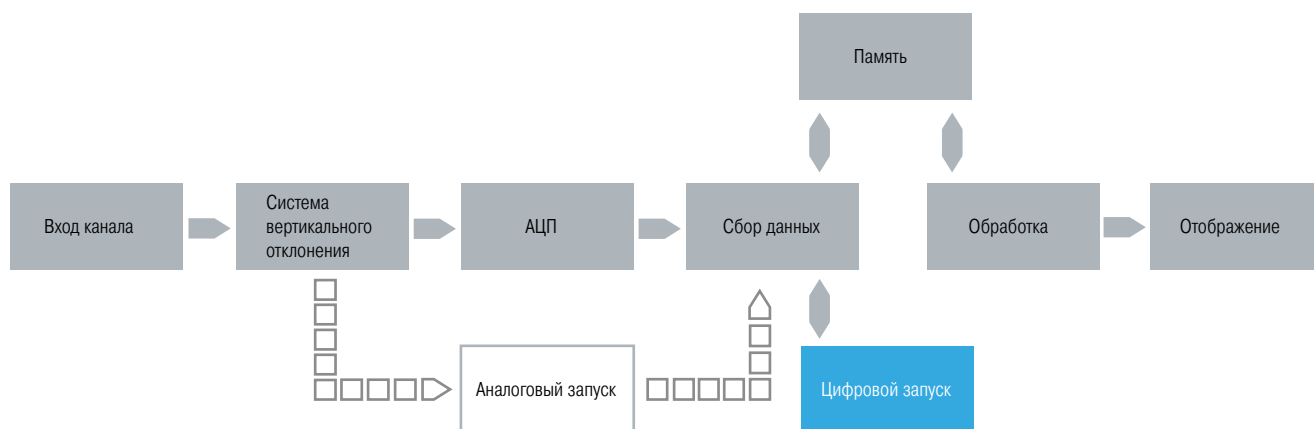 Память
Вход канала
Система
вертикального
отклонения
АЦП
Сбор данных
Обработка
Отображение
Аналоговый запуск
Цифровой запуск